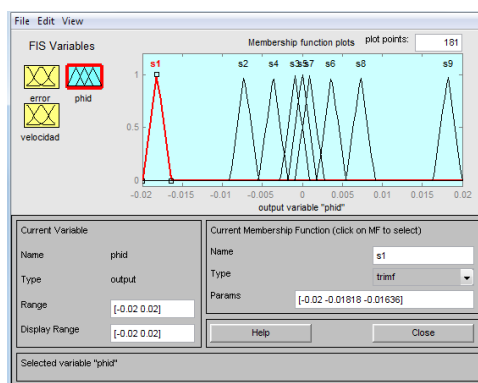 File Edit View
FIS Variables
Membership function plots
plot points:
181
error
phid
velocidad
s1
s2
s4
s3
s5
s7
s6
s8
s9
1
0.5
0
-0.02
-0.015
-0.01
-0.005
0
0.005
0.01
0.015
0.02
output variable "phid"
Current Variable
Name
phid
Type
output
Range
[-0.02 0.02]
Display Range
[-0.02 0.02]
Current Membership Function (click on MF to select)
Name
s1
Type
trimf
Params
[-0.02 -0.01818 -0.01636]
Help
Close
Selected variable "phid"